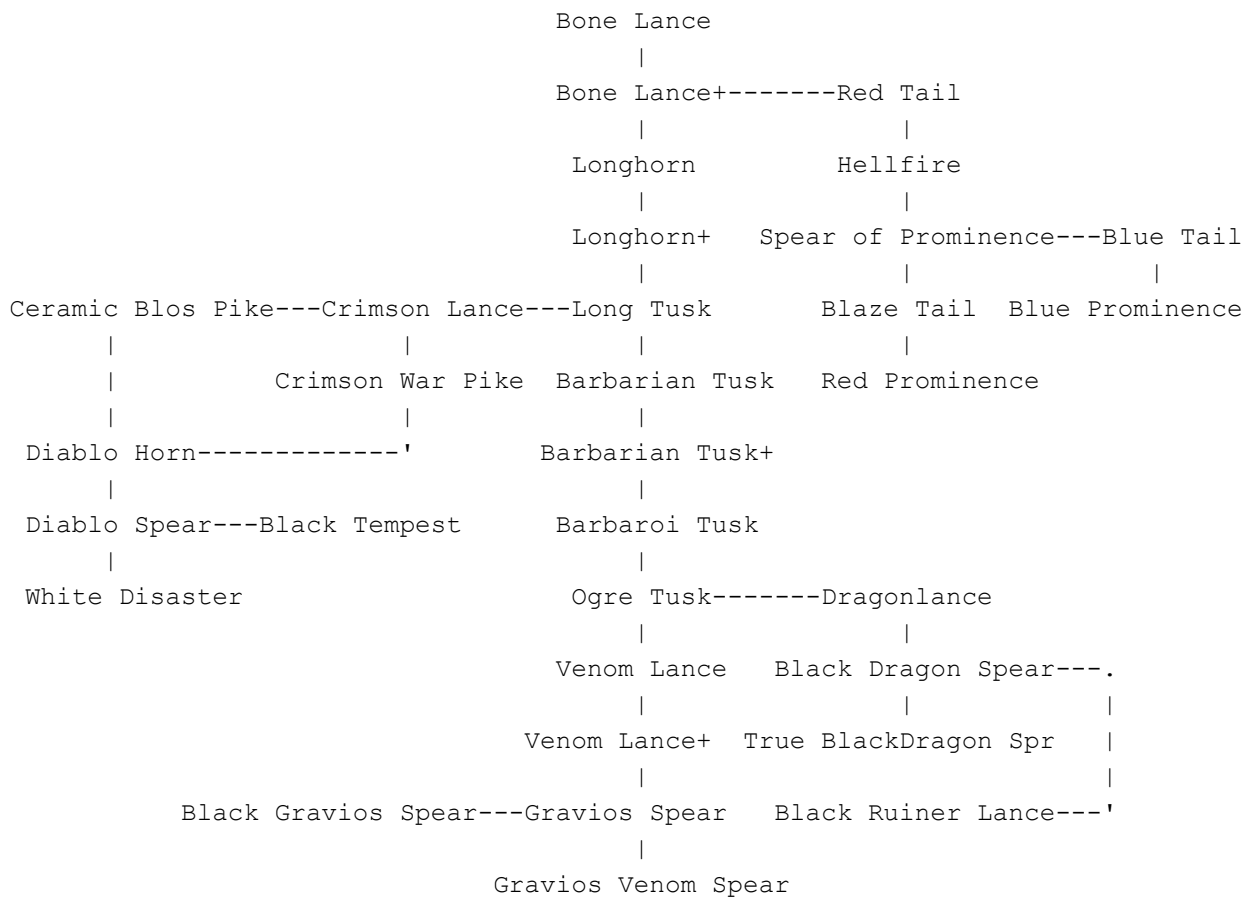 Bone Lance
|
Bone Lance+-------Red Tail
| |
Longhorn Hellfire
| |
Longhorn+ Spear of Prominence---Blue Tail
| | |
Ceramic Blos Pike---Crimson Lance---Long Tusk Blaze Tail Blue Prominence
| | | |
| Crimson War Pike Barbarian Tusk Red Prominence
| | |
Diablo Horn-------------' Barbarian Tusk+
| |
Diablo Spear---Black Tempest Barbaroi Tusk
| |
White Disaster Ogre Tusk-------Dragonlance
| |
Venom Lance Black Dragon Spear---.
| | |
Venom Lance+ True BlackDragon Spr |
| |
Black Gravios Spear---Gravios Spear Black Ruiner Lance---'
|
Gravios Venom Spear